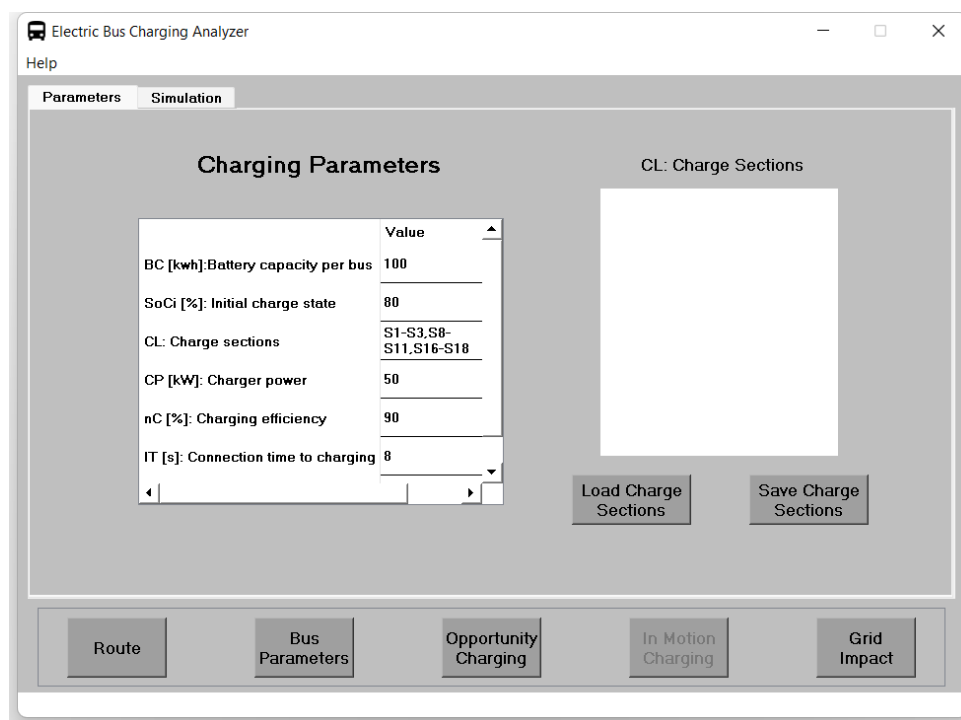 Electric Bus Charging Analyzer
Help
Parameters Simulation
Charging Parameters
Value
BC [kwh]:Battery capacity per bus 100
SoCi [%]: Initial charge state 80
CL: Charge sections S1-S3,S8-
S11,S16-S18
CP [kW]: Charger power 50
nC [%]: Charging efficiency 90
IT [s]: Connection time to charging 8
CL: Charge Sections
Load Charge
Sections
Save Charge
Sections
Route
Bus
Parameters
Opportunity
Charging
In Motion
Charging
Grid
Impact